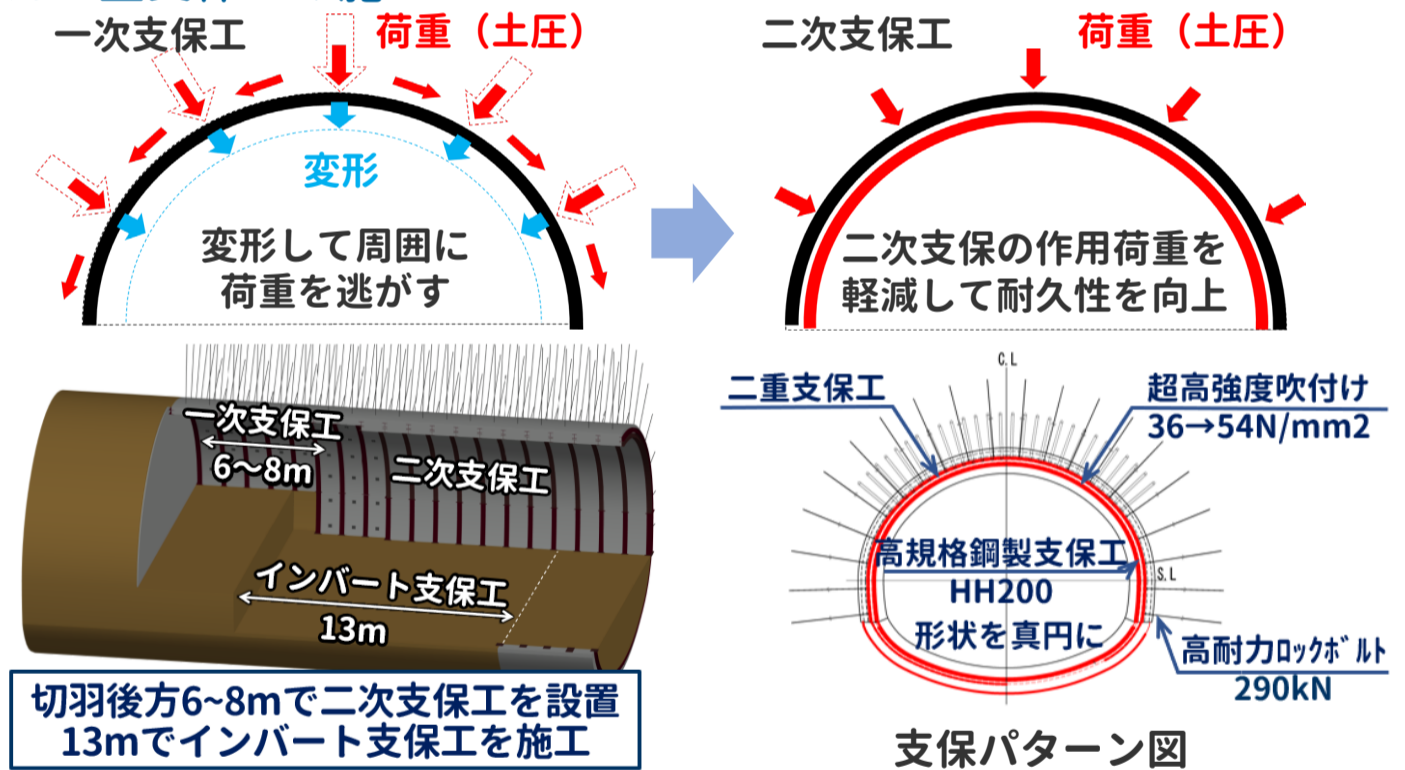 一次支保工
荷重（土圧）
変形
変形して周囲に
荷重を逃がす
二次支保工
荷重（土圧）
二次支保の作用荷重を
軽減して耐久性を向上
一次支保工
6～8m
二次支保工
インバート支保工
13m
切羽後方6~8mで二次支保工を設置
13mでインバート支保工を施工
C.L
二重支保工
超高強度吹付け
36→54N/mm2
高規格鋼製支保工
HH200
形状を真円に
S.L
高耐力ﾛｯｸﾎﾞﾙﾄ
290kN
支保パターン図